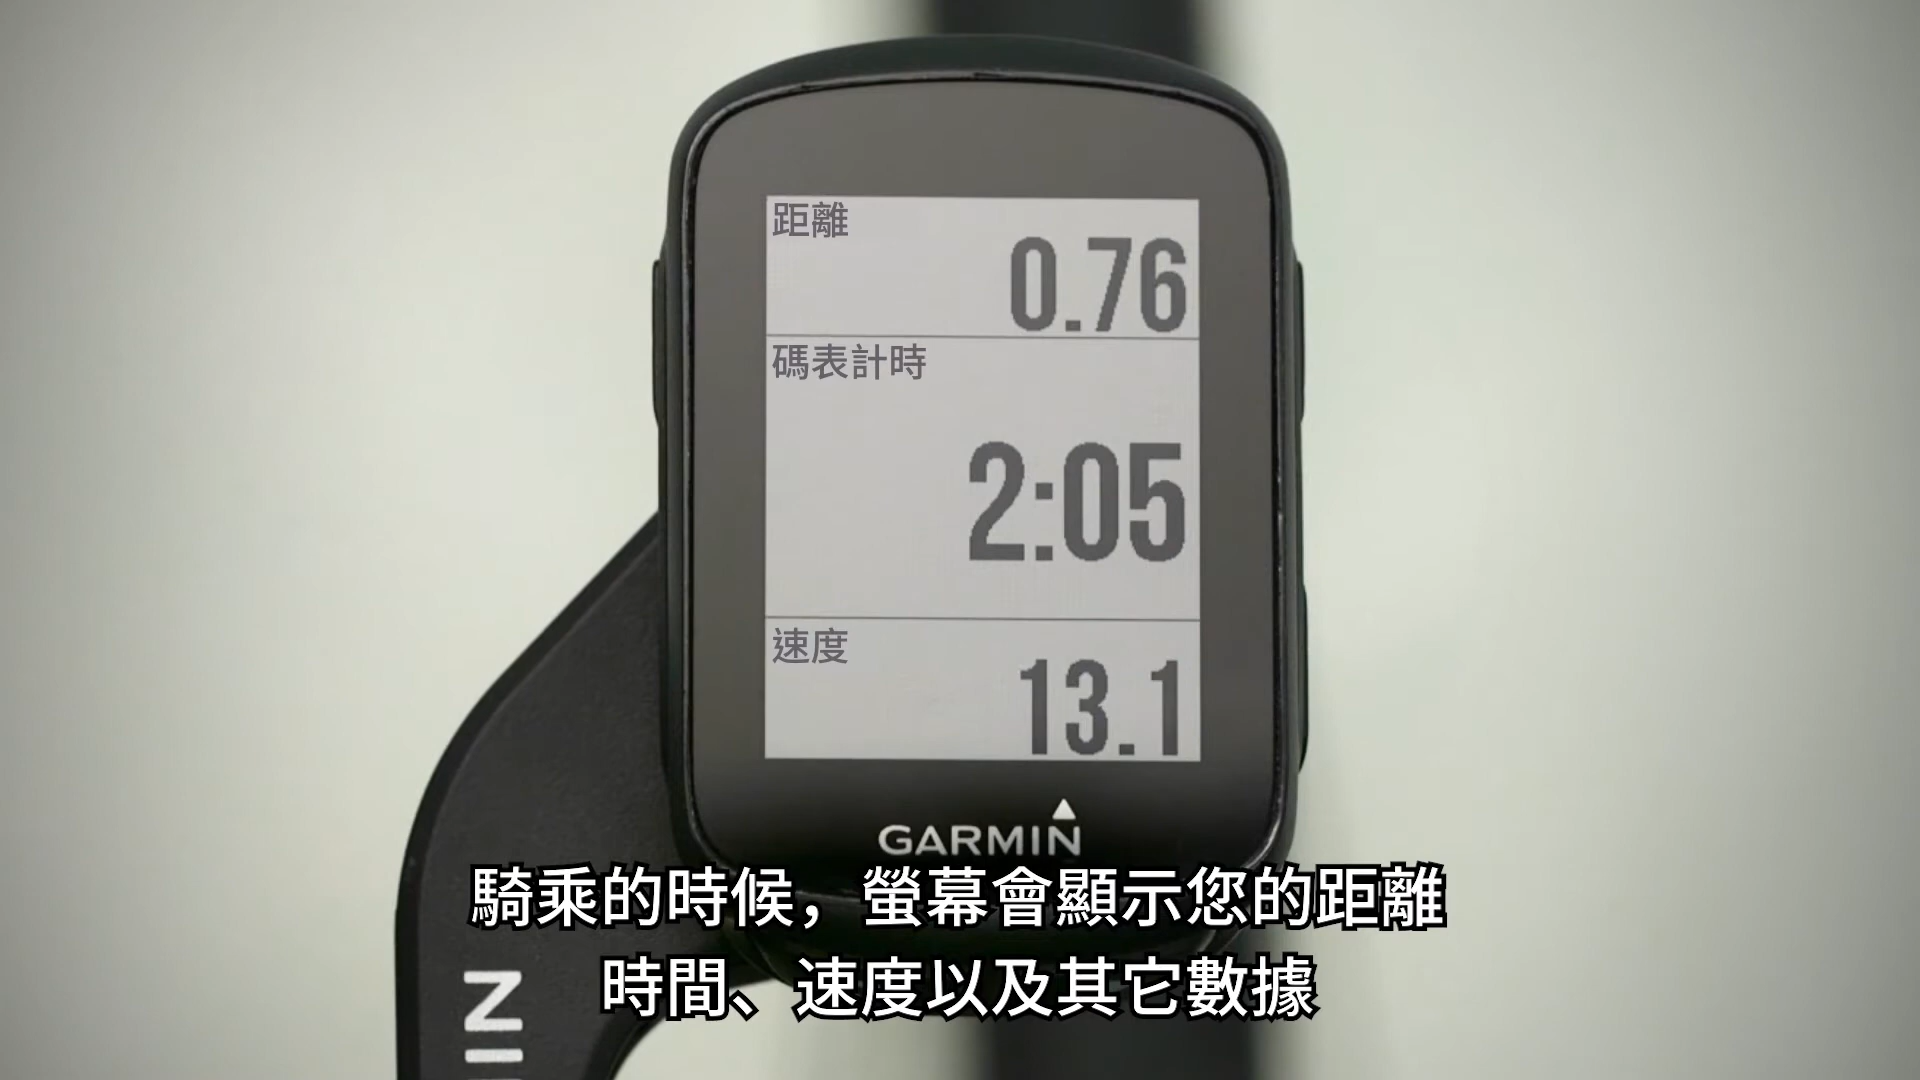 距離
0.76
碼表計時
2:05
速度
13.1
GARMIN
騎乘的時候，螢幕會顯示您的距離
時間、速度以及其它數據